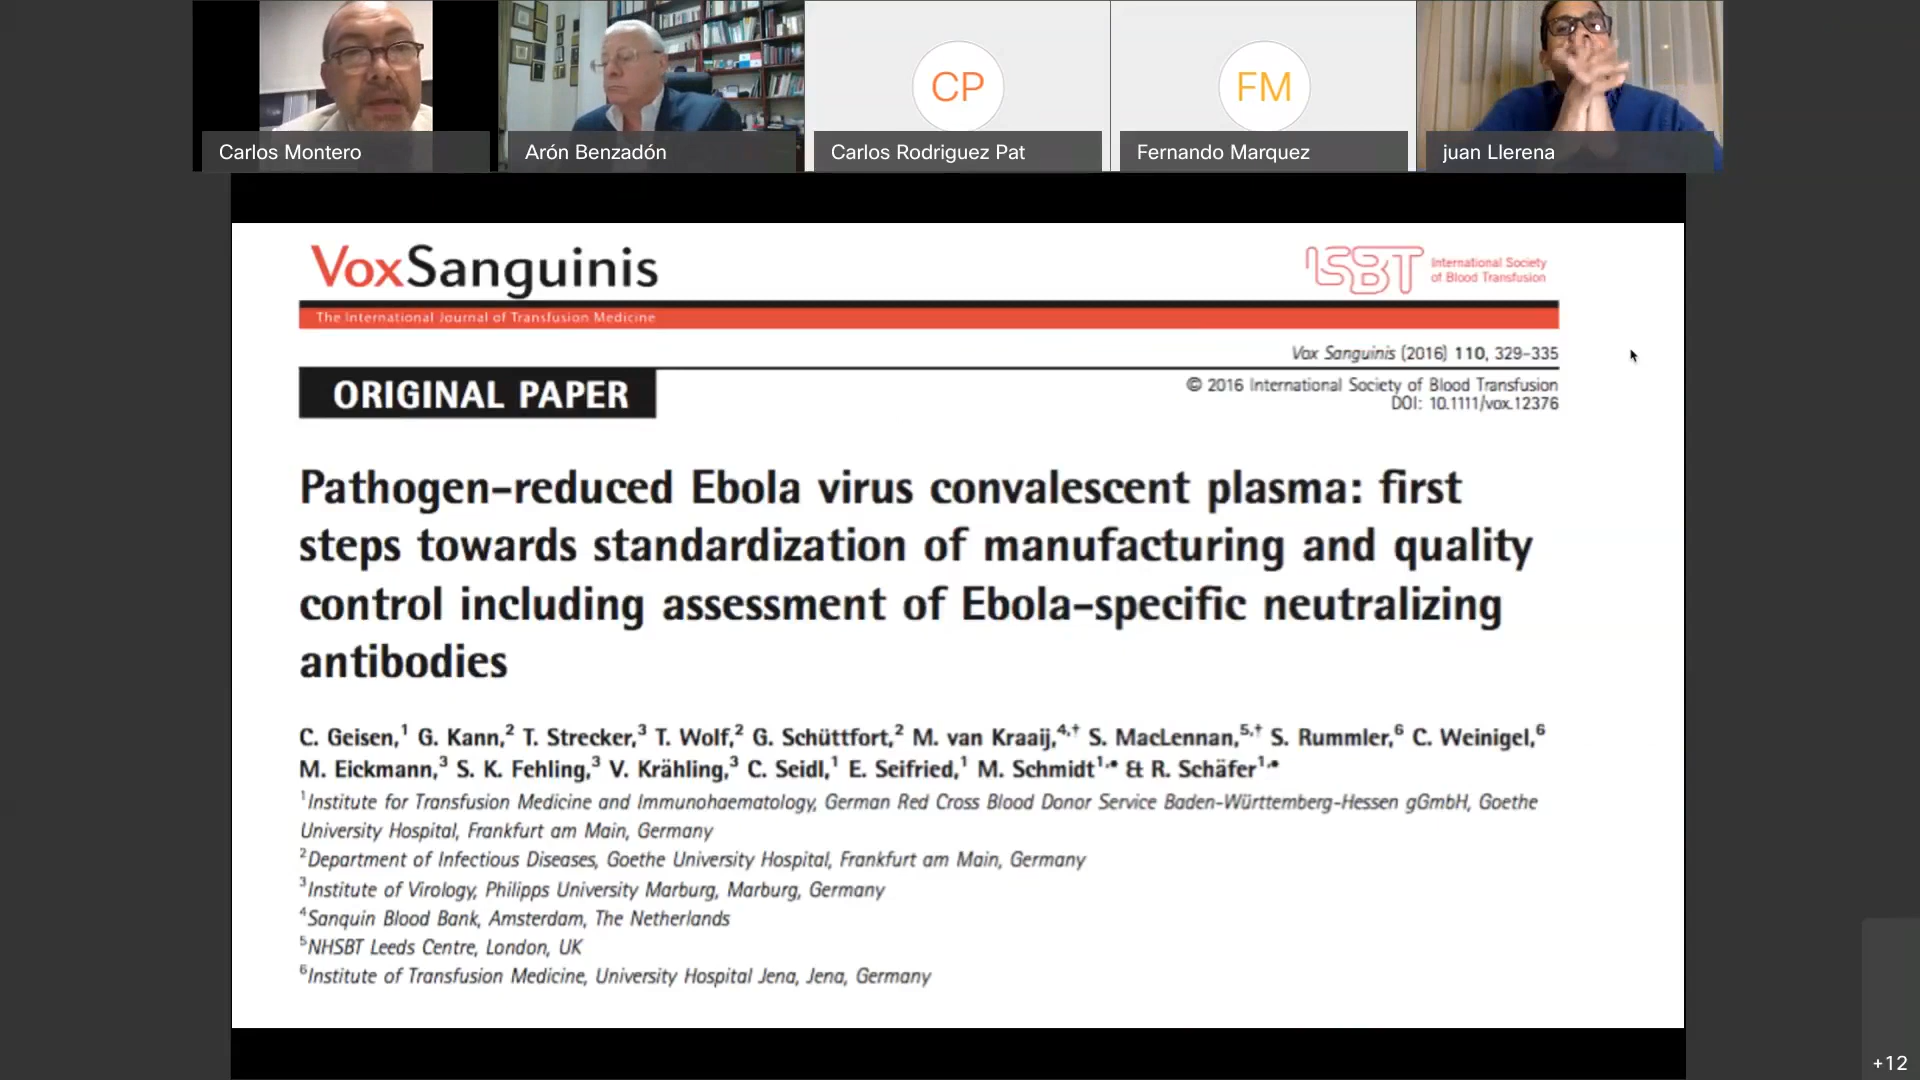 Carlos Montero
Arón Benzadón
CP
Carlos Rodriguez Pat
FM
Fernando Marquez
juan Llerena
VoxSanguinis
ISBT International Society
of Blood Transfusion
The International Journal of Transfusion Medicine
Vox Sanguinis (2016) 110, 329–335
ORIGINAL PAPER
© 2016 International Society of Blood Transfusion
DOI: 10.1111/vox.12376
Pathogen-reduced Ebola virus convalescent plasma: first
steps towards standardization of manufacturing and quality
control including assessment of Ebola-specific neutralizing
antibodies
C. Geisen,¹ G. Kann,² T. Strecker,³ T. Wolf,² G. Schüttfort,² M. van Kraaij,⁴,† S. MacLennan,⁵,† S. Rummler,⁶ C. Weinigel,⁶
M. Eickmann,³ S. K. Fehling,³ V. Krähling,³ C. Seidl,¹ E. Seifried,¹ M. Schmidt¹,* & R. Schäfer¹,*
¹Institute for Transfusion Medicine and Immunohaematology, German Red Cross Blood Donor Service Baden-Württemberg-Hessen gGmbH, Goethe
University Hospital, Frankfurt am Main, Germany
²Department of Infectious Diseases, Goethe University Hospital, Frankfurt am Main, Germany
³Institute of Virology, Philipps University Marburg, Marburg, Germany
⁴Sanquin Blood Bank, Amsterdam, The Netherlands
⁵NHSBT Leeds Centre, London, UK
⁶Institute of Transfusion Medicine, University Hospital Jena, Jena, Germany
+12